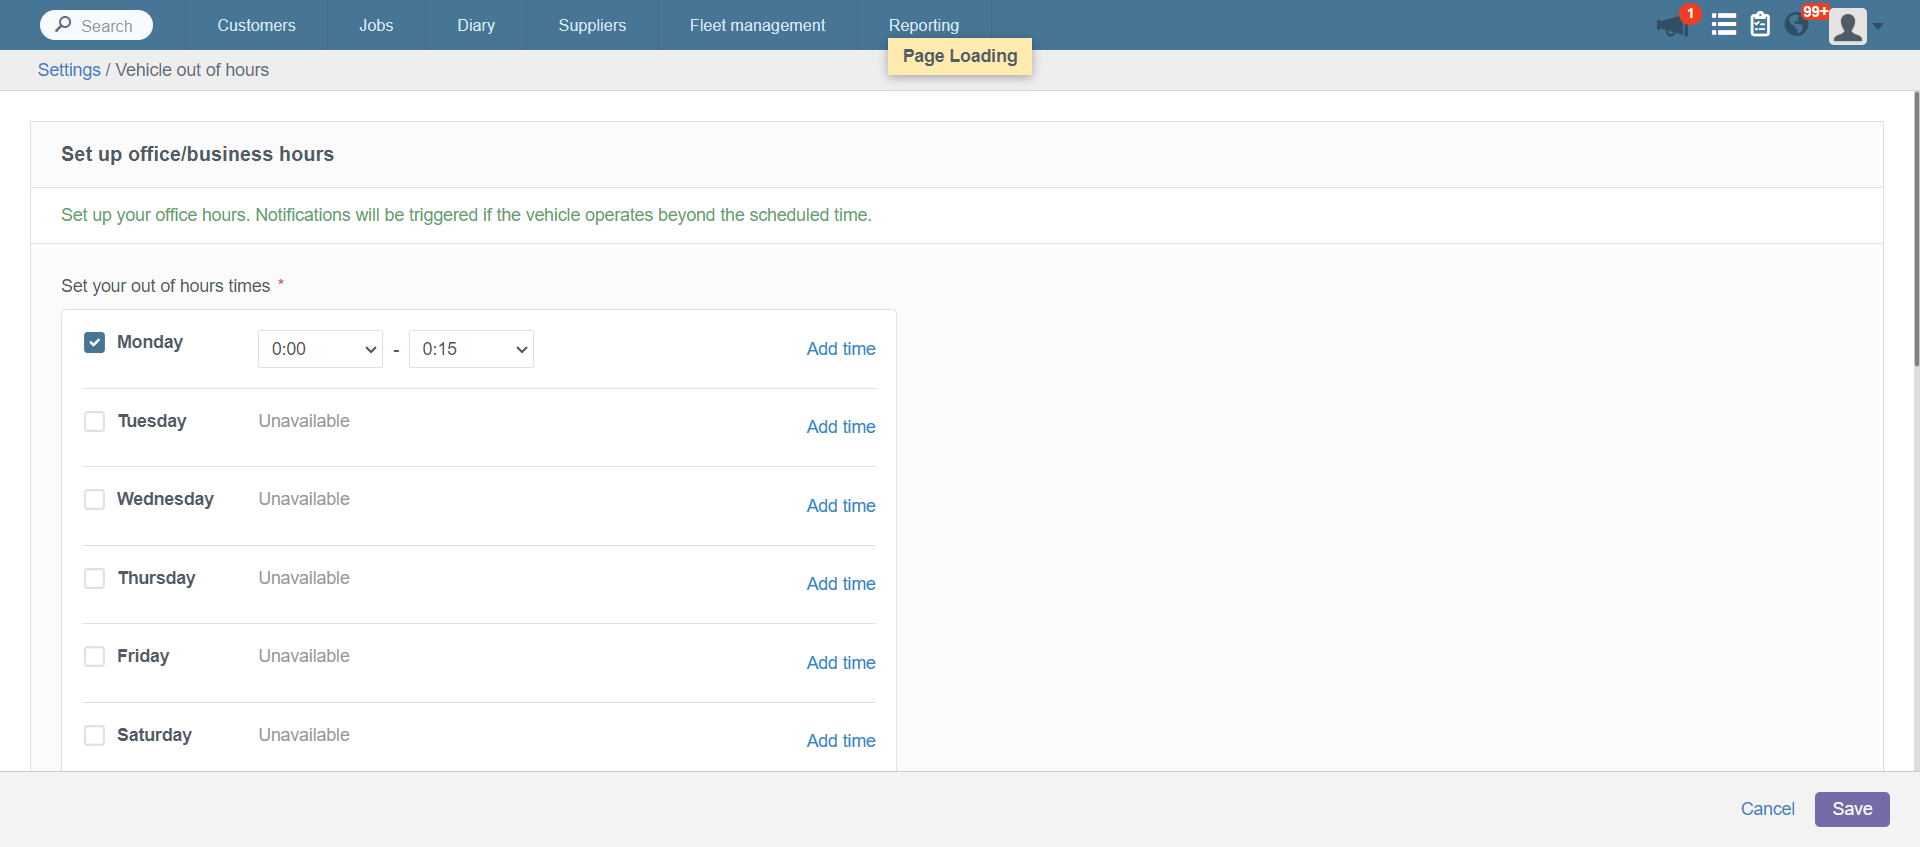 Search Customers Jobs Diary Suppliers Fleet management Reporting 1 99+
Page Loading
Settings / Vehicle out of hours
Set up office/business hours
Set up your office hours. Notifications will be triggered if the vehicle operates beyond the scheduled time.
Set your out of hours times *
Monday 0:00 - 0:15 Add time
Tuesday Unavailable Add time
Wednesday Unavailable Add time
Thursday Unavailable Add time
Friday Unavailable Add time
Saturday Unavailable Add time
Cancel Save